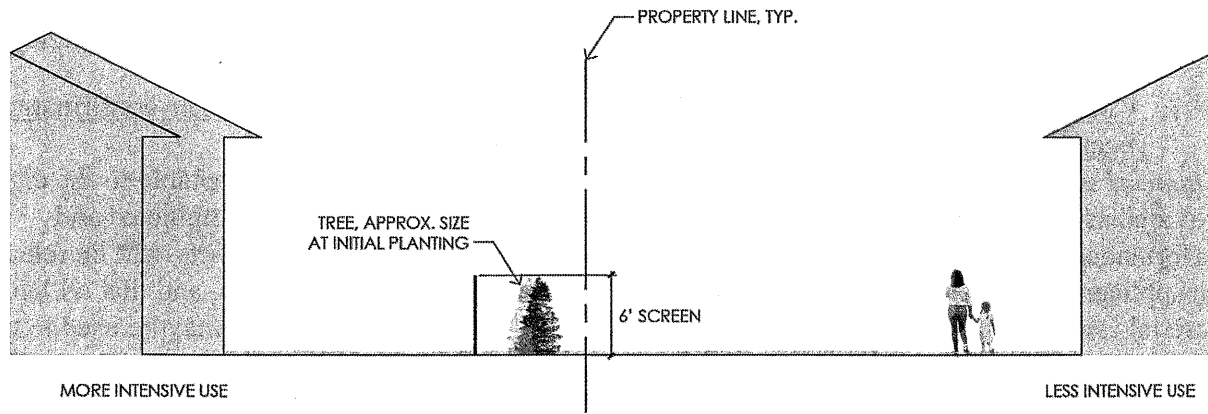 PROPERTY LINE, TYP.
TREE, APPROX. SIZE
AT INITIAL PLANTING
6' SCREEN
MORE INTENSIVE USE
LESS INTENSIVE USE